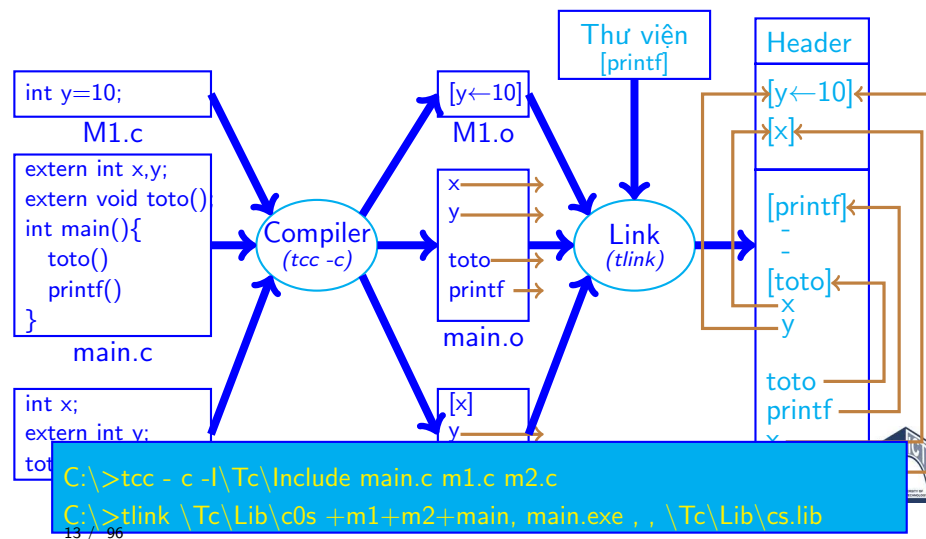 int y=10;
M1.c
extern int x,y;
extern void toto();
int main(){
toto()
printf()
}
main.c
int x;
extern int y;
Compiler
(tcc -c)
[y←10]
M1.o
x
y
toto
printf
main.o
[x]
y
Thư viện
[printf]
Link
(tlink)
Header
[y←10]
[x]
[printf]
-
-
[toto]
x
y
toto
printf
C:\>tcc - c -I\Tc\Include main.c m1.c m2.c
C:\>tlink \Tc\Lib\c0s +m1+m2+main, main.exe , , \Tc\Lib\cs.lib
13 / 96